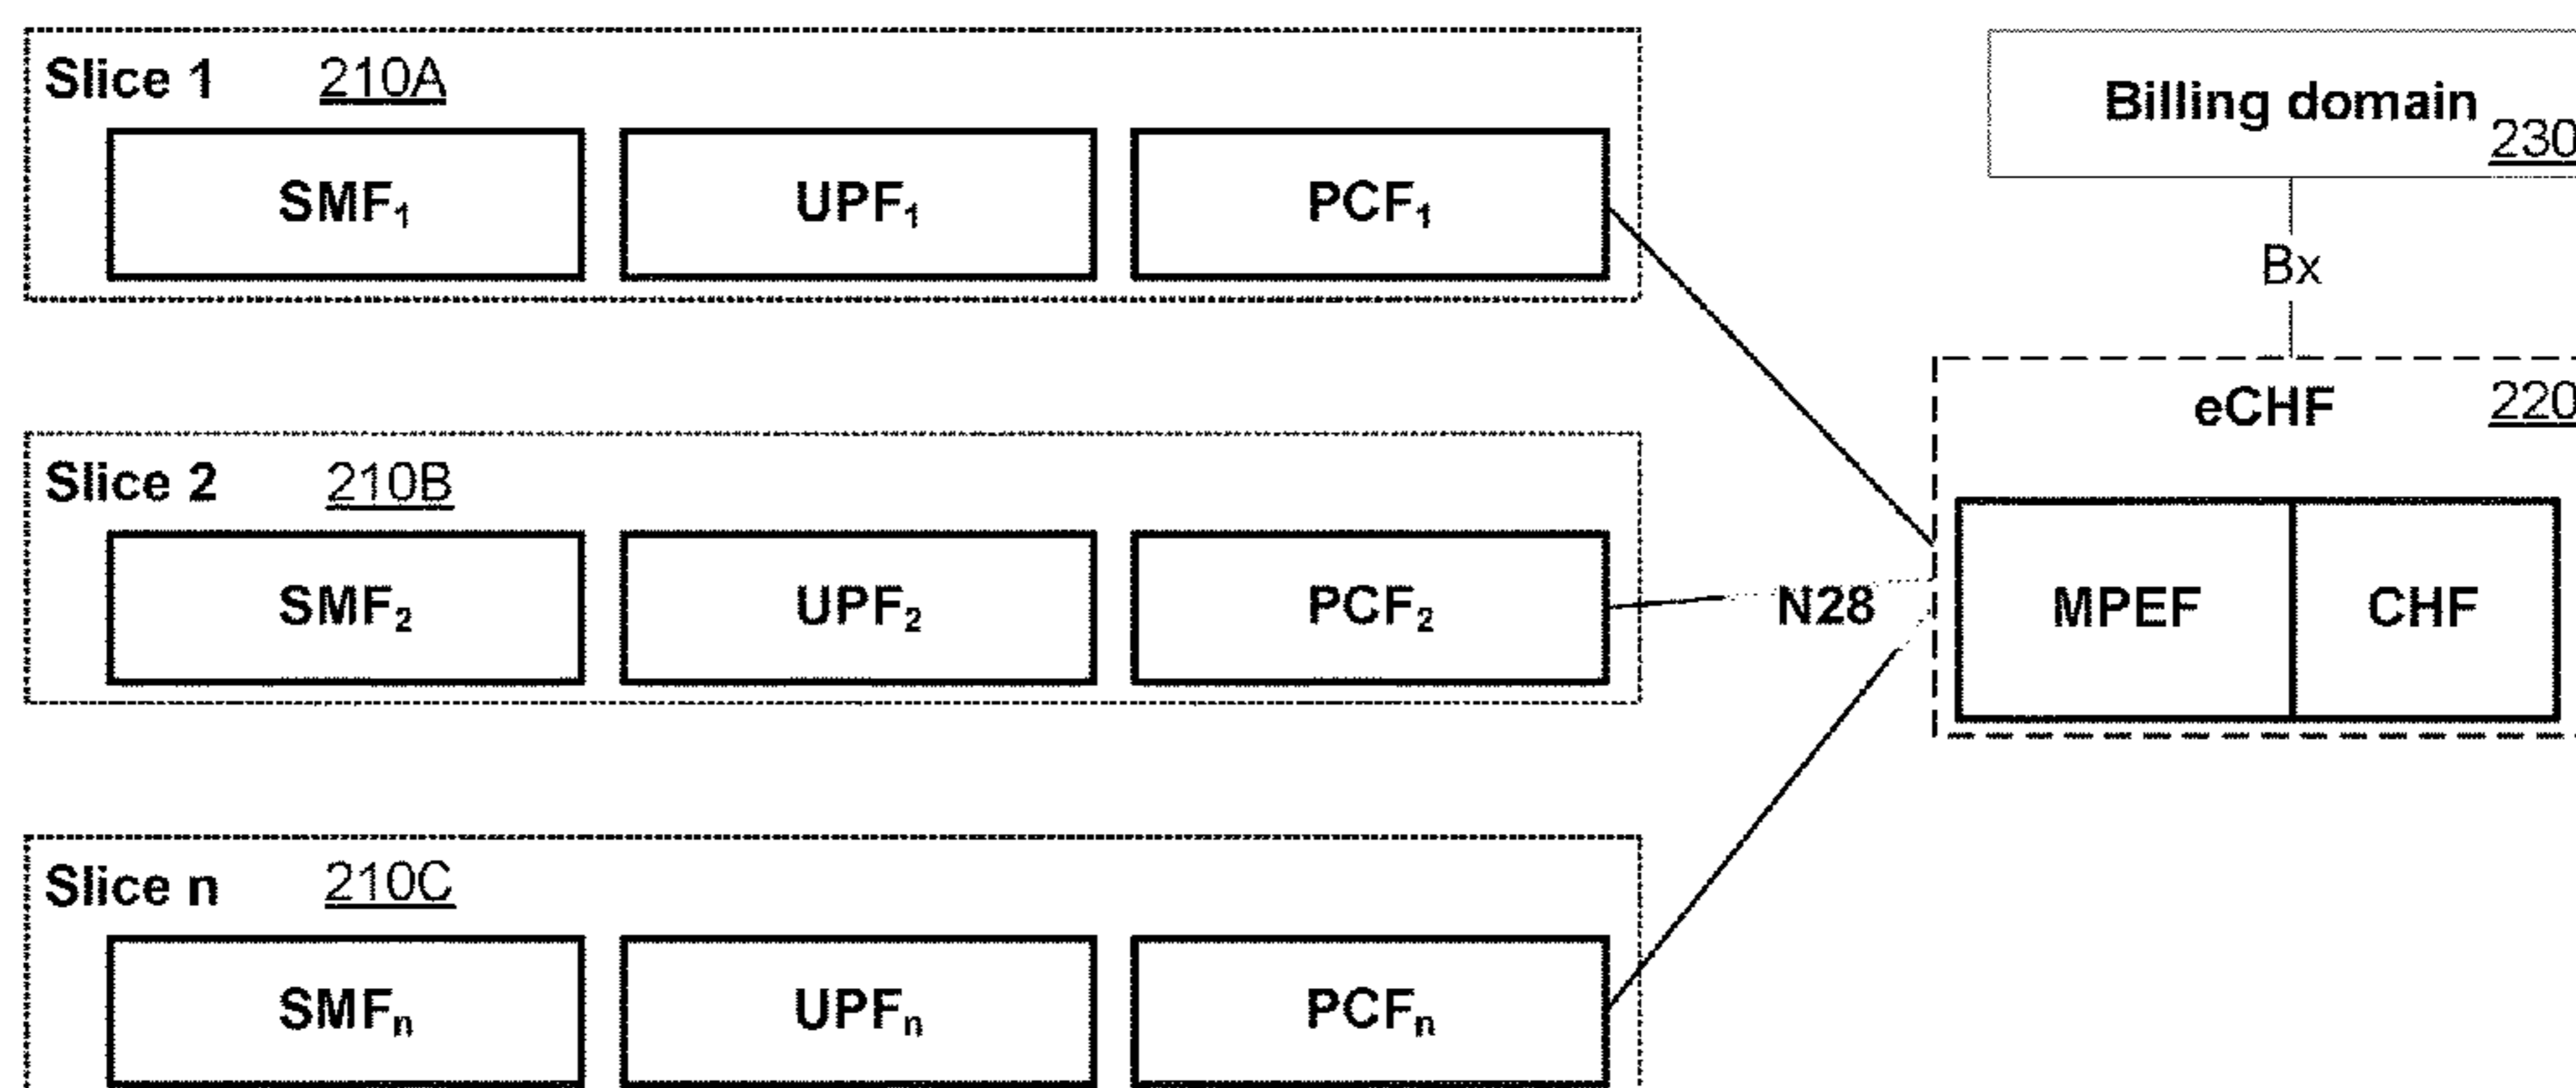 Slice 1 210A
SMF₁ UPF₁ PCF₁
Billing domain 230
Bx
Slice 2 210B
SMF₂ UPF₂ PCF₂
N28
eCHF 220
MPEF CHF
Slice n 210C
SMFₙ UPFₙ PCFₙ